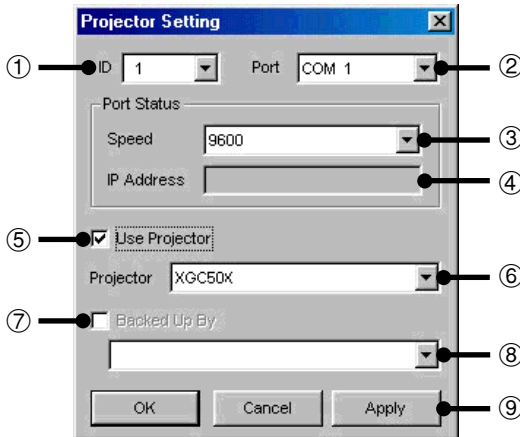 Projector Setting
① ID 1 Port COM 1 ②
Port Status
Speed 9600 ③
IP Address ④
⑤ Use Projector
Projector XGC50X ⑥
⑦ Backed Up By
⑧
OK Cancel Apply ⑨